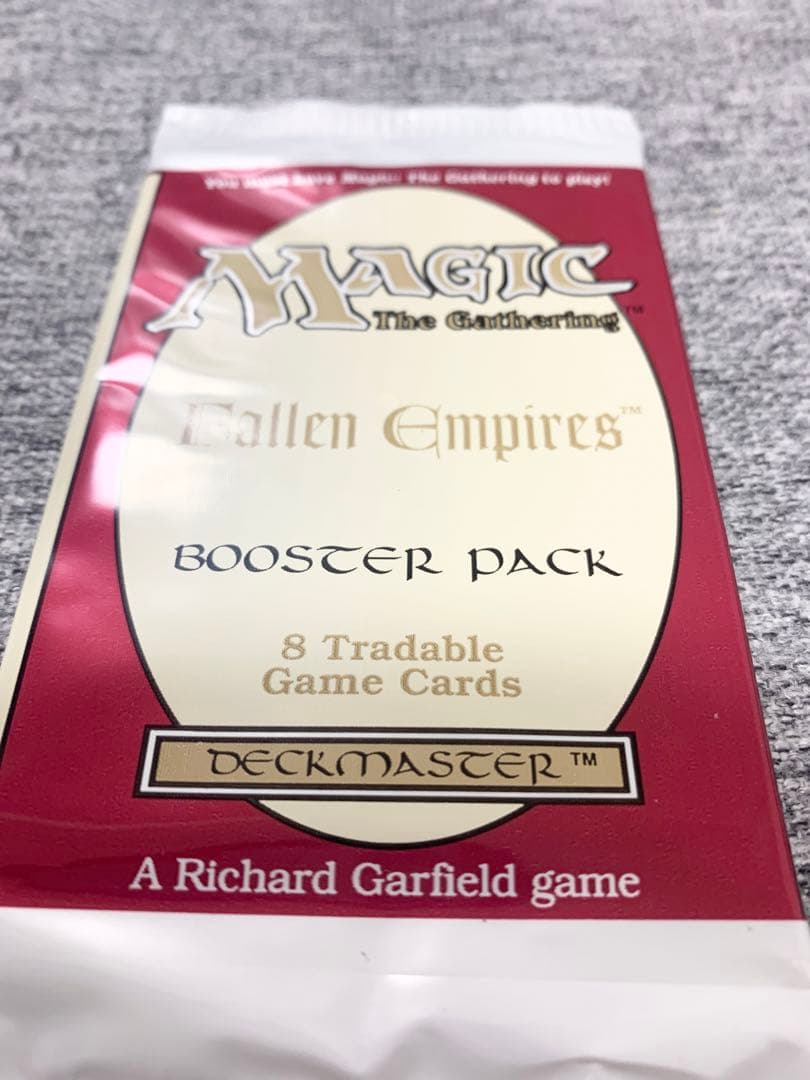 You must have Magic: The Gathering to play!
MAGIC
The Gathering™
Fallen Empires™
BOOSTER PACK
8 Tradable
Game Cards
DECKMASTER™
A Richard Garfield game